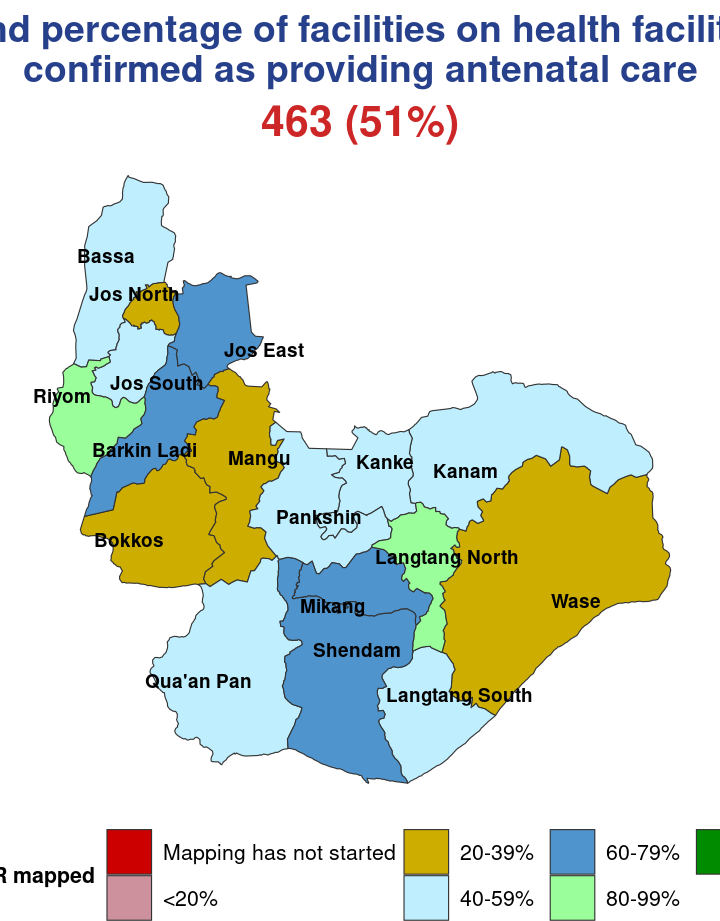 nd percentage of facilities on health facilit
confirmed as providing antenatal care
463 (51%)
Bassa
Jos North
Jos East
Jos South
Riyom
Barkin Ladi
Mangu
Kanke
Kanam
Pankshin
Bokkos
Langtang North
Mikang
Wase
Shendam
Qua'an Pan
Langtang South
R mapped
Mapping has not started
20-39%
60-79%
<20%
40-59%
80-99%